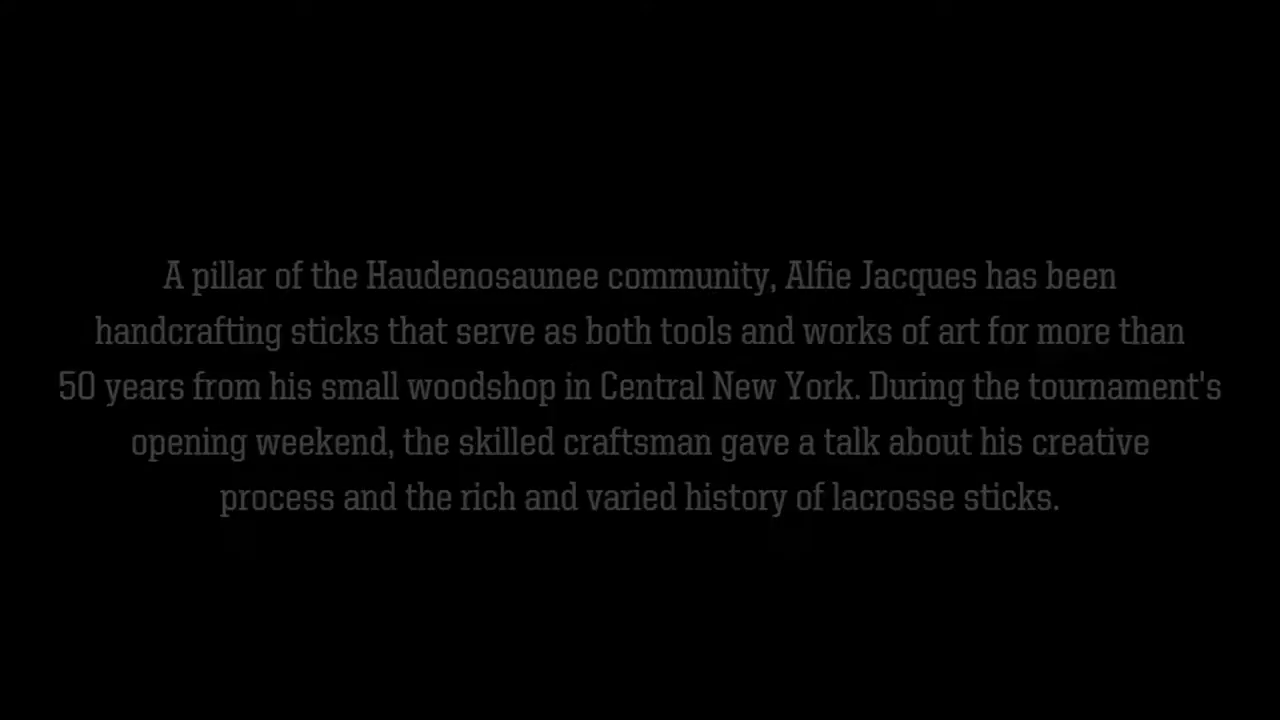 A pillar of the Haudenosaunee community, Alfie Jacques has been
handcrafting sticks that serve as both tools and works of art for more than
50 years from his small woodshop in Central New York. During the tournament's
opening weekend, the skilled craftsman gave a talk about his creative
process and the rich and varied history of lacrosse sticks.